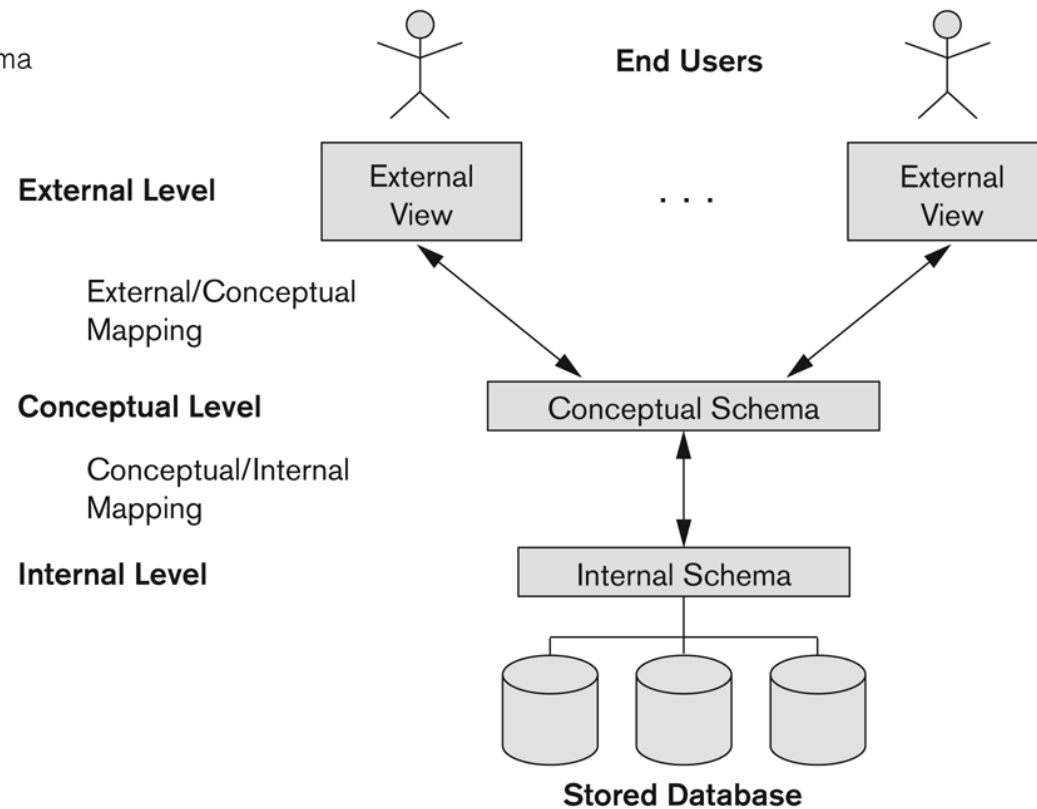 ma
End Users
External Level
External
View
. . .
External
View
External/Conceptual
Mapping
Conceptual Level
Conceptual Schema
Conceptual/Internal
Mapping
Internal Level
Internal Schema
Stored Database